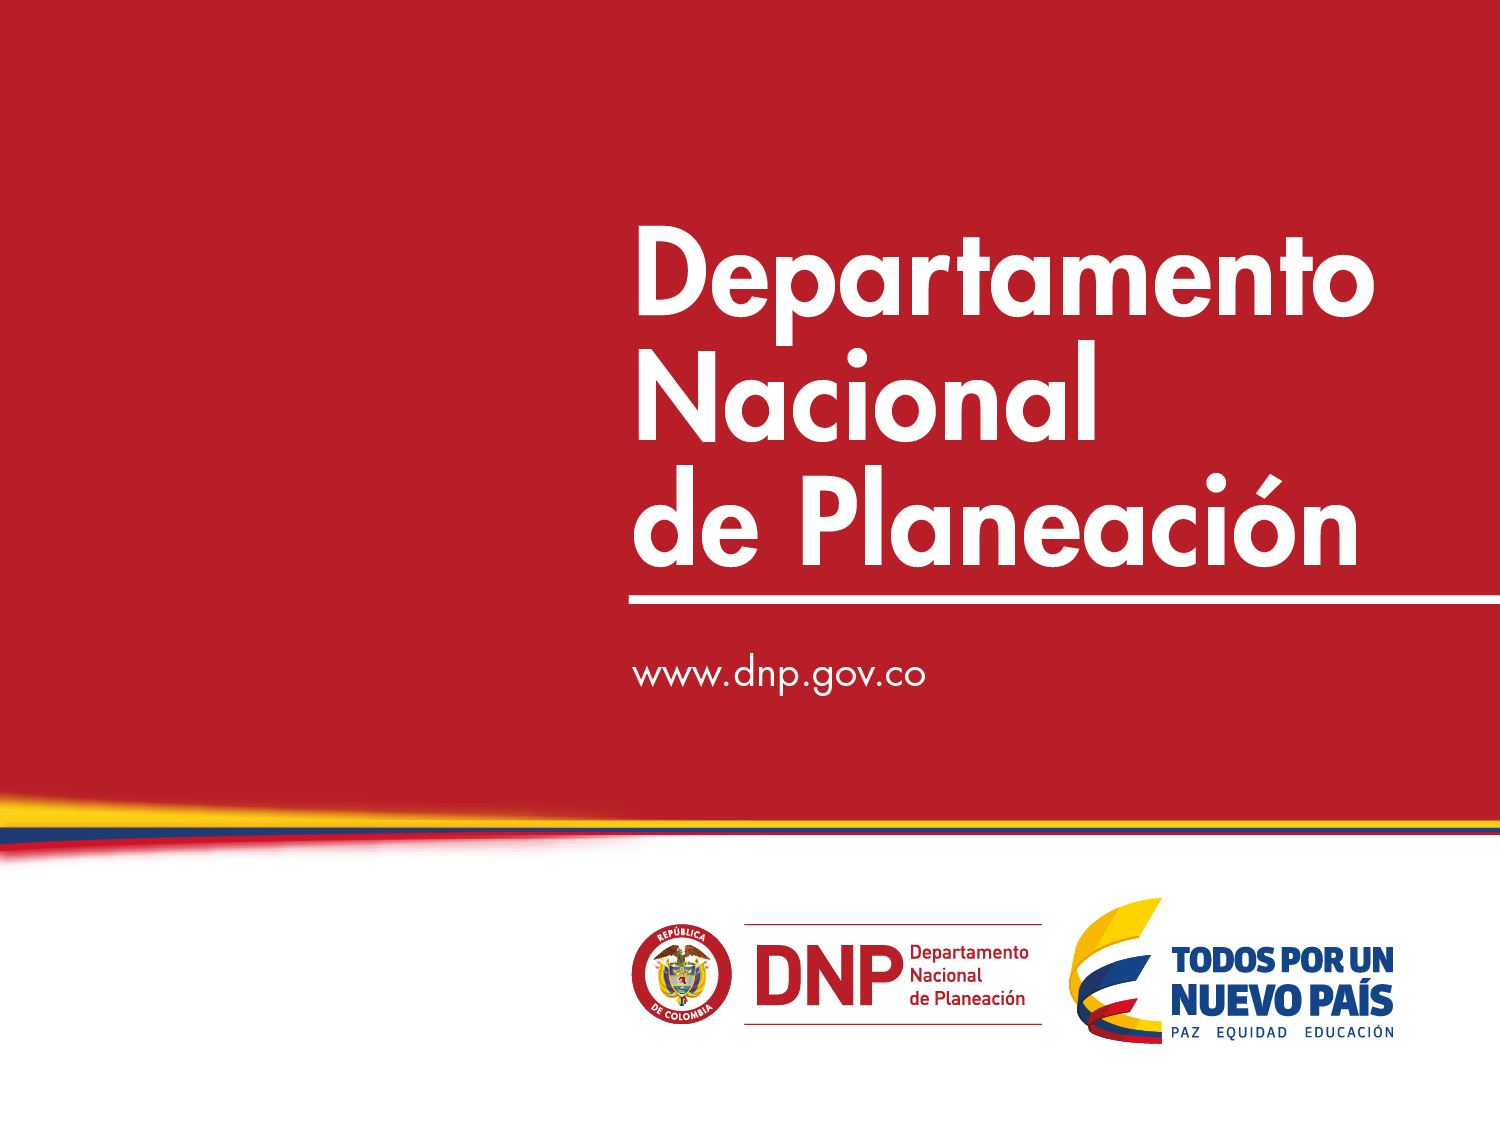 Departamento
Nacional
de Planeación
www.dnp.gov.co
REPÚBLICA
DE COLOMBIA
DNP
Departamento
Nacional
de Planeación
TODOS POR UN
NUEVO PAÍS
PAZ EQUIDAD EDUCACIÓN